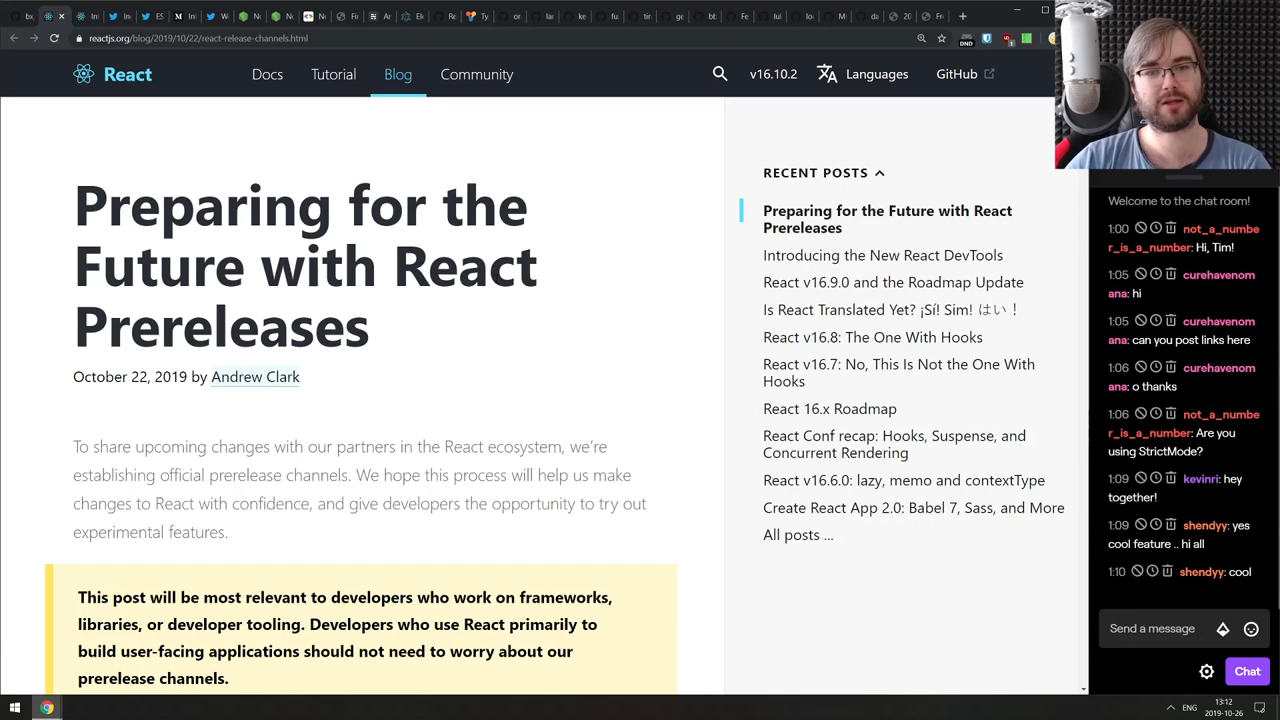 reactjs.org/blog/2019/10/22/react-release-channels.html
React
Docs
Tutorial
Blog
Community
v16.10.2
Languages
GitHub
Preparing for the
Future with React
Prereleases
October 22, 2019 by Andrew Clark
To share upcoming changes with our partners in the React ecosystem, we're
establishing official prerelease channels. We hope this process will help us make
changes to React with confidence, and give developers the opportunity to try out
experimental features.
This post will be most relevant to developers who work on frameworks,
libraries, or developer tooling. Developers who use React primarily to
build user-facing applications should not need to worry about our
prerelease channels.
RECENT POSTS
Preparing for the Future with React
Prereleases
Introducing the New React DevTools
React v16.9.0 and the Roadmap Update
Is React Translated Yet? ¡Sí! Sim! はい！
React v16.8: The One With Hooks
React v16.7: No, This Is Not the One With
Hooks
React 16.x Roadmap
React Conf recap: Hooks, Suspense, and
Concurrent Rendering
React v16.6.0: lazy, memo and contextType
Create React App 2.0: Babel 7, Sass, and More
All posts ...
Welcome to the chat room!
1:00 not_a_numbe
r_is_a_number: Hi, Tim!
1:05 curehavenom
ana: hi
1:05 curehavenom
ana: can you post links here
1:06 curehavenom
ana: o thanks
1:06 not_a_numbe
r_is_a_number: Are you
using StrictMode?
1:09 kevinri: hey
together!
1:09 shendyy: yes
cool feature .. hi all
1:10 shendyy: cool
Send a message
Chat
ENG
13:12
2019-10-26